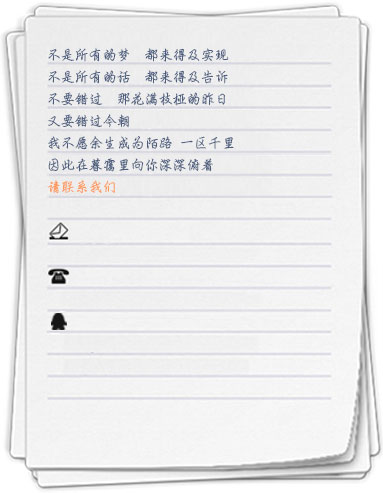 不是所有的梦 都来得及实现
不是所有的话 都来得及告诉
不要错过 那花满枝桠的昨日
又要错过今朝
我不愿余生成为陌路 一区千里
因此在暮霭里向你深深俯着
请联系我们